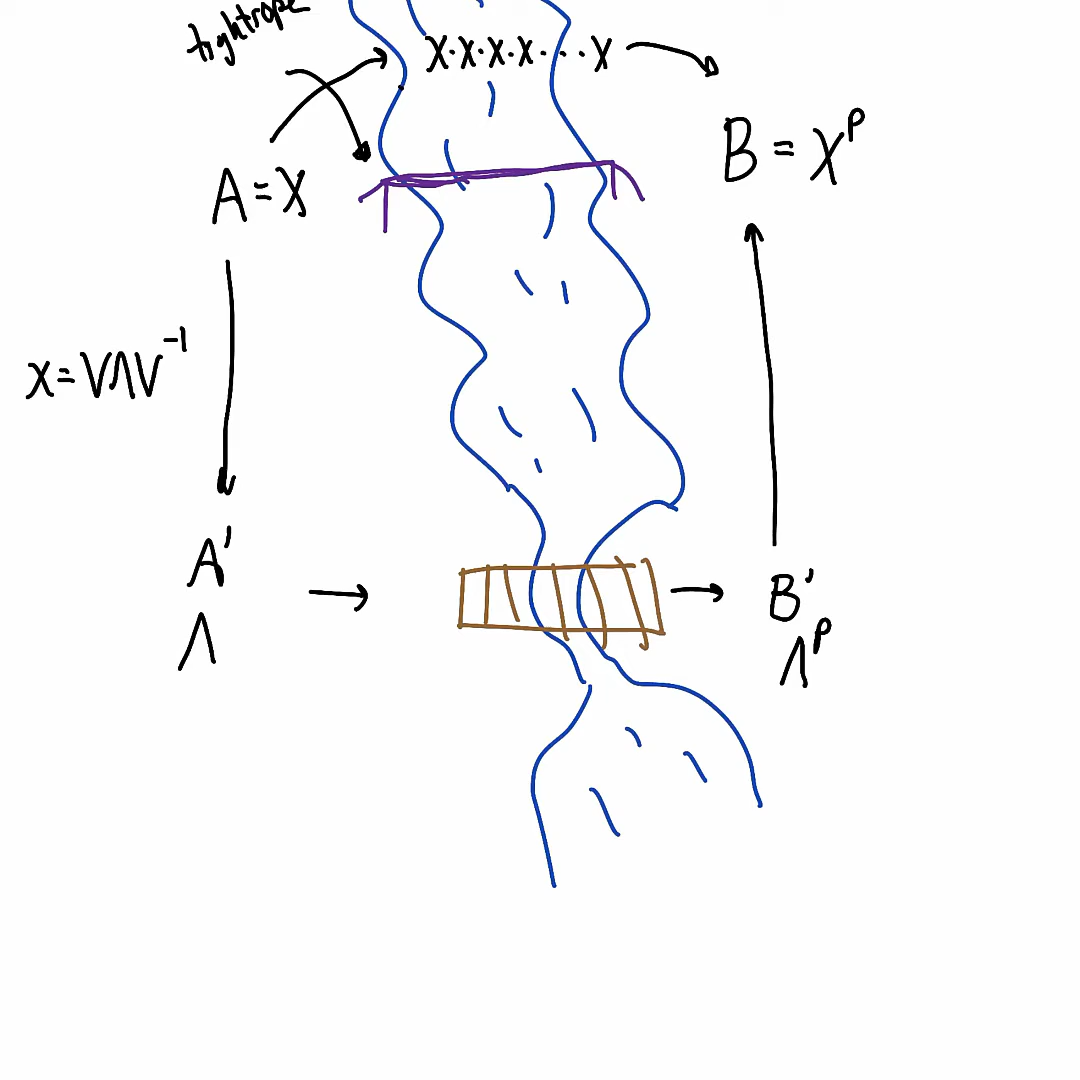 tightrope
X·X·X·X····X
B = X^P
A=X
X=VΛV^-1
A'
Λ
B'
Λ^P